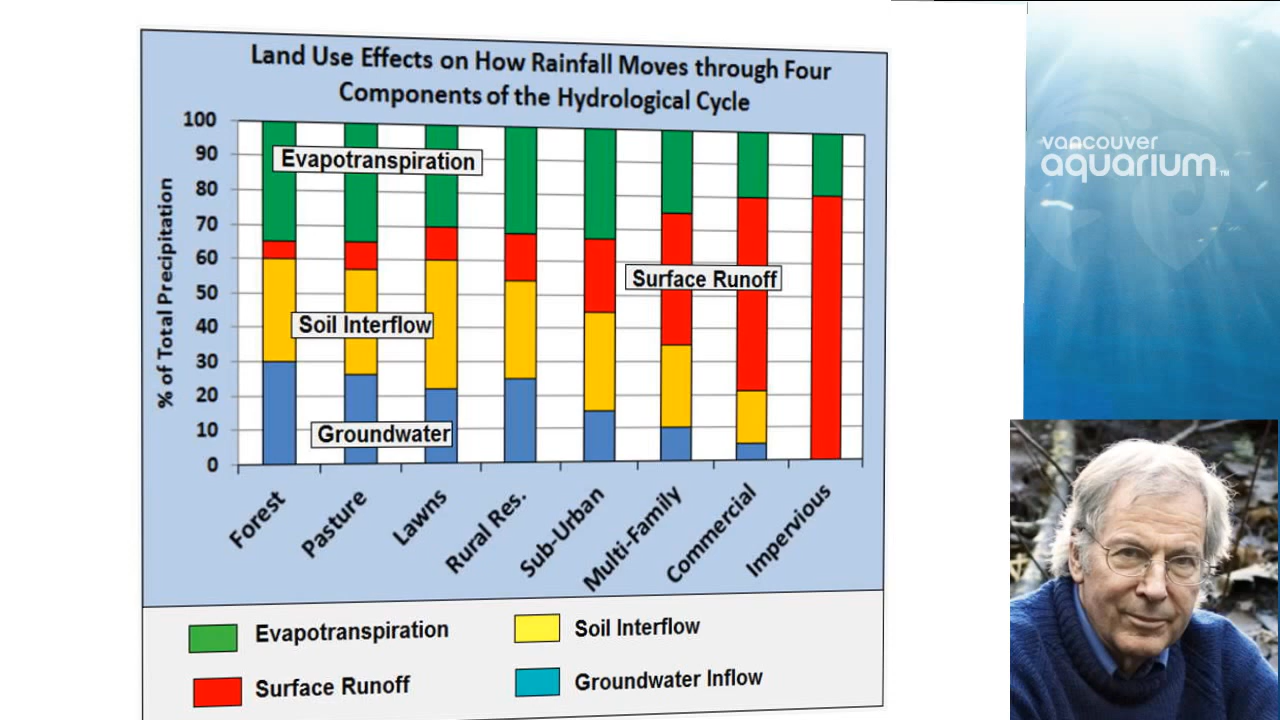 Land Use Effects on How Rainfall Moves through Four
Components of the Hydrological Cycle
% of Total Precipitation
100
90
80
70
60
50
40
30
20
10
0
Evapotranspiration
Surface Runoff
Soil Interflow
Groundwater
Forest
Pasture
Lawns
Rural Res.
Sub-Urban
Multi-Family
Commercial
Impervious
Evapotranspiration
Soil Interflow
Surface Runoff
Groundwater Inflow
vancouver
aquarium™